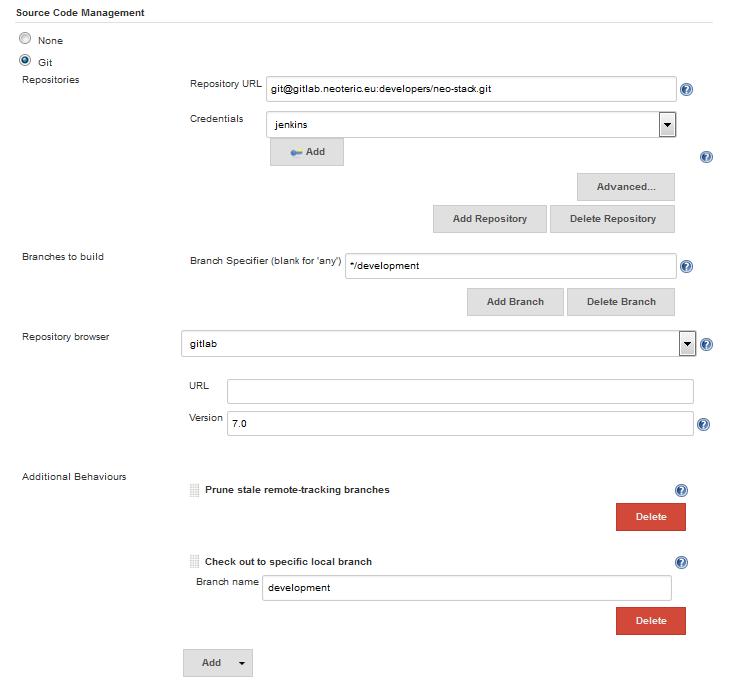 Source Code Management
None
Git
Repositories
Repository URL git@gitlab.neoteric.eu:developers/neo-stack.git
Credentials jenkins
Add
Advanced...
Add Repository Delete Repository
Branches to build Branch Specifier (blank for 'any') */development
Add Branch Delete Branch
Repository browser gitlab
URL
Version 7.0
Additional Behaviours
Prune stale remote-tracking branches
Delete
Check out to specific local branch
Branch name development
Delete
Add